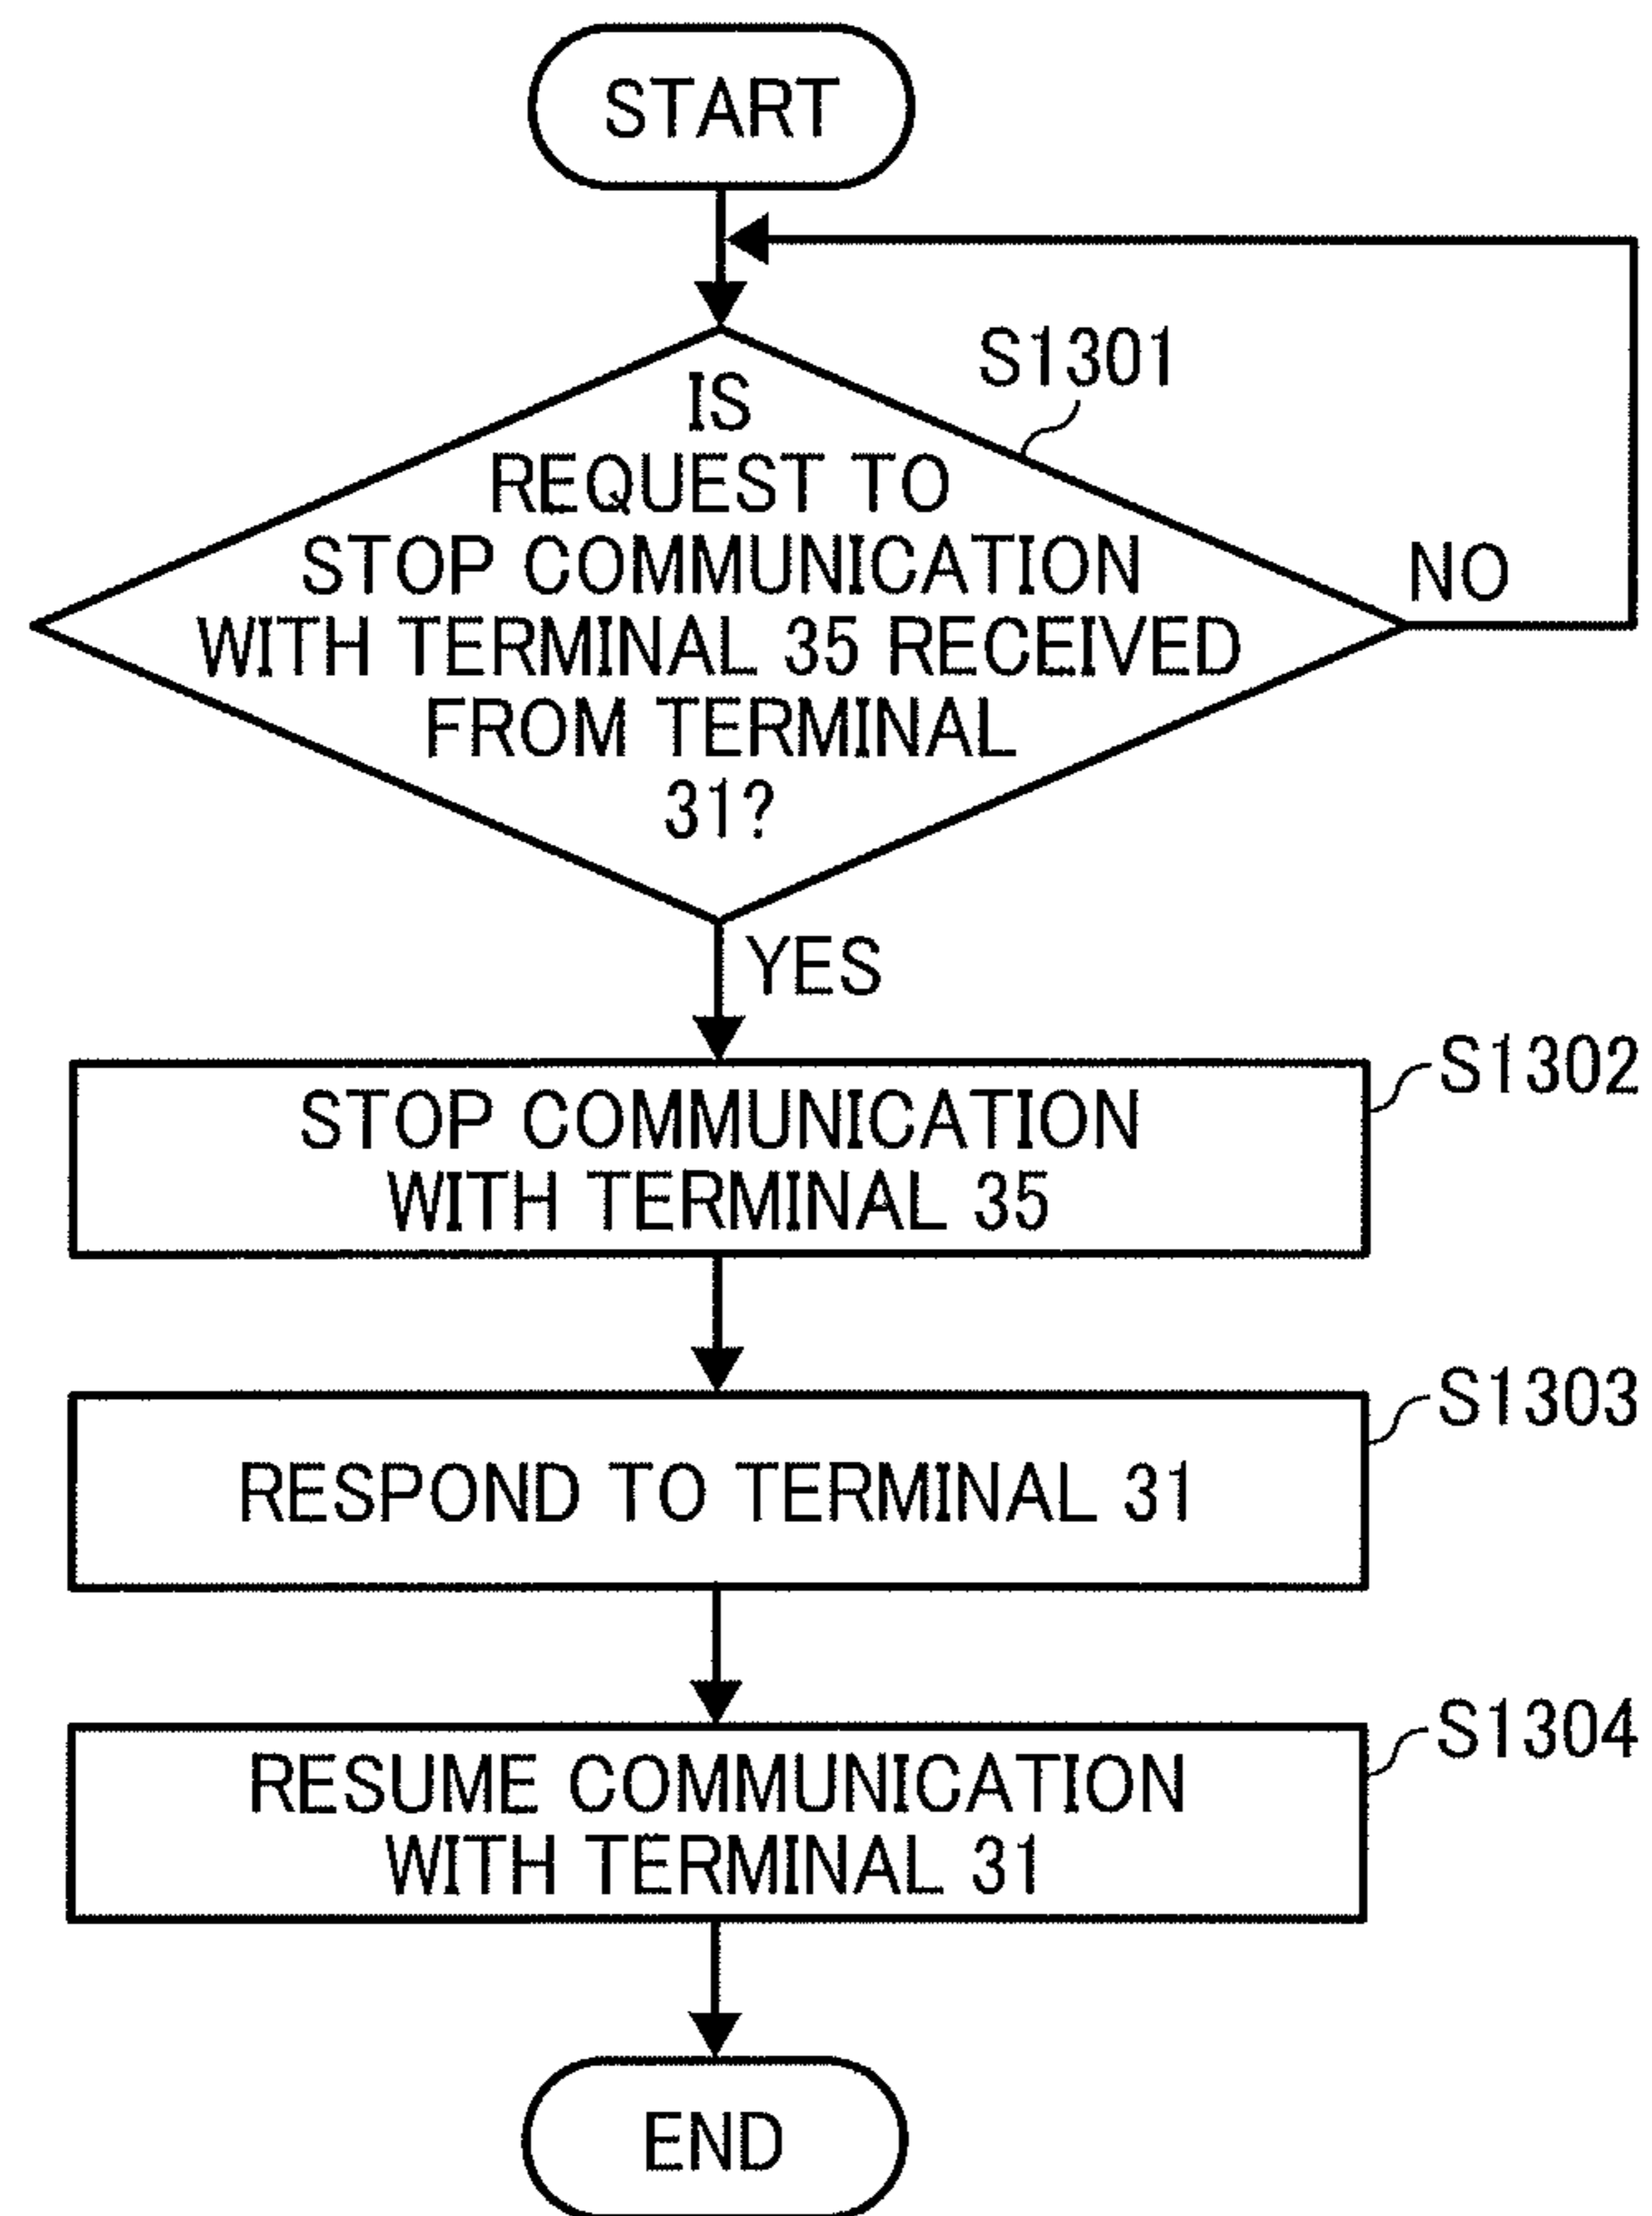 START
S1301
IS
REQUEST TO
STOP COMMUNICATION
WITH TERMINAL 35 RECEIVED
FROM TERMINAL
31?
NO
YES
S1302
STOP COMMUNICATION
WITH TERMINAL 35
S1303
RESPOND TO TERMINAL 31
S1304
RESUME COMMUNICATION
WITH TERMINAL 31
END